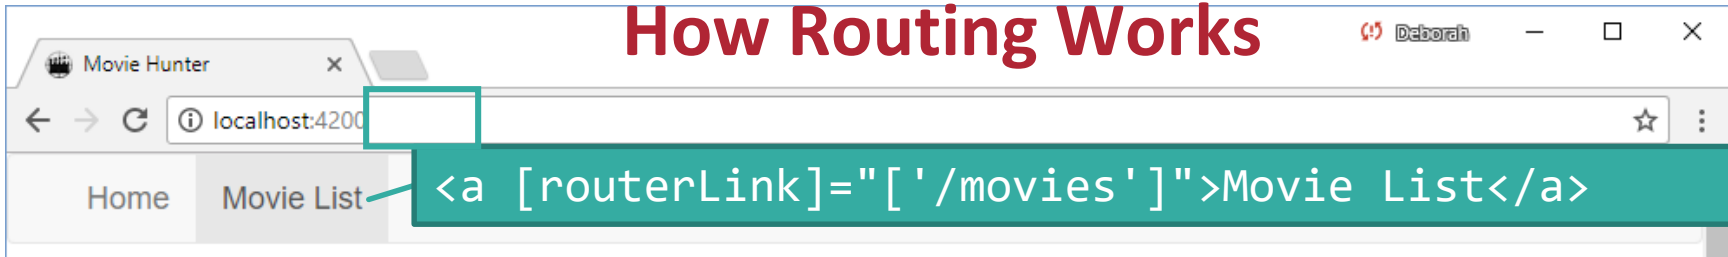 How Routing Works
Deborah
Movie Hunter
localhost:4200
<a [routerLink]="['/movies']">Movie List</a>
Home Movie List